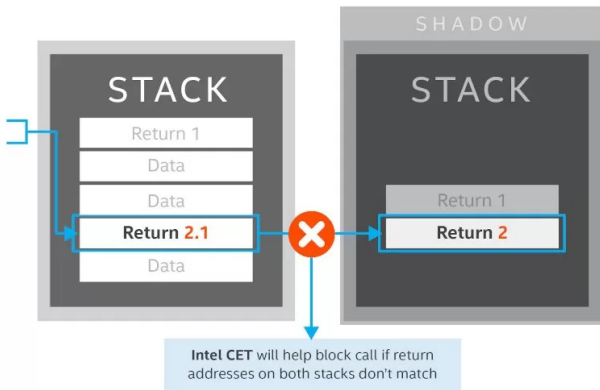 SHADOW
STACK
Return 1
Data
Data
Return 2.1
Data
STACK
Return 1
Return 2
Intel CET will help block call if return
addresses on both stacks don't match